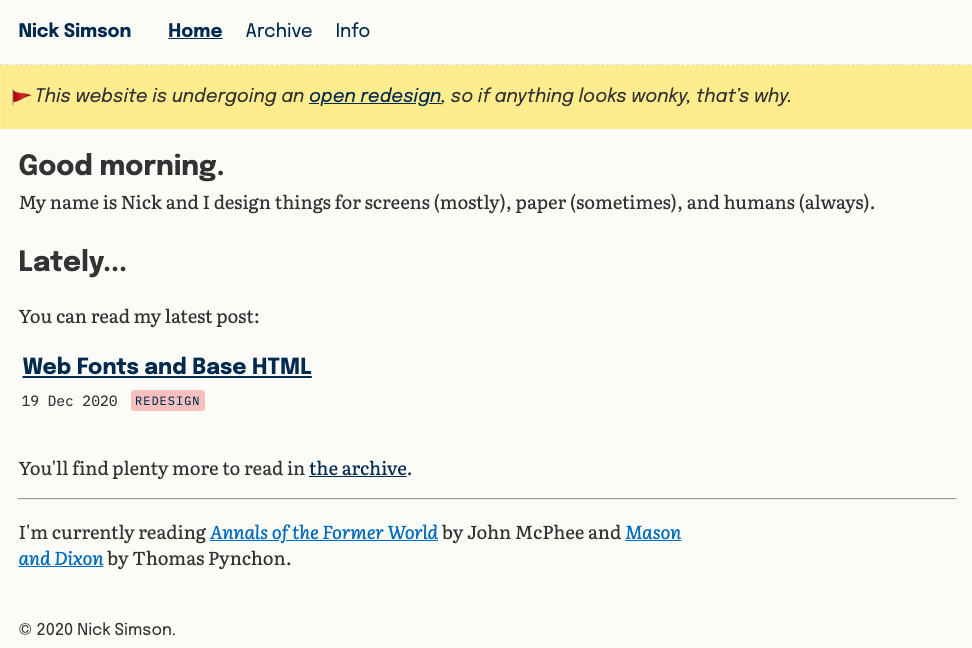 Nick Simson Home Archive Info
This website is undergoing an open redesign, so if anything looks wonky, that’s why.
Good morning.
My name is Nick and I design things for screens (mostly), paper (sometimes), and humans (always).
Lately...
You can read my latest post:
Web Fonts and Base HTML
19 Dec 2020 REDESIGN
You'll find plenty more to read in the archive.
I'm currently reading Annals of the Former World by John McPhee and Mason
and Dixon by Thomas Pynchon.
© 2020 Nick Simson.